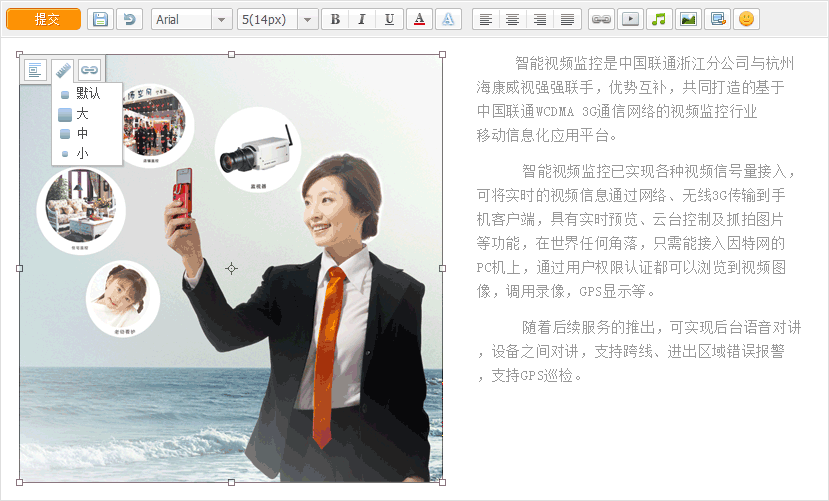 提交
Arial
5(14px)
B
I
U
A
A
默认
大
中
小
监视器
智能视频监控是中国联通浙江分公司与杭州
海康威视强强联手，优势互补，共同打造的基于
中国联通WCDMA 3G通信网络的视频监控行业
移动信息化应用平台。
智能视频监控已实现各种视频信号量接入，
可将实时的视频信息通过网络、无线3G传输到手
机客户端，具有实时预览、云台控制及抓拍图片
等功能，在世界任何角落，只需能接入因特网的
PC机上，通过用户权限认证都可以浏览到视频图
像，调用录像，GPS显示等。
随着后续服务的推出，可实现后台语音对讲
，设备之间对讲，支持跨线、进出区域错误报警
，支持GPS巡检。